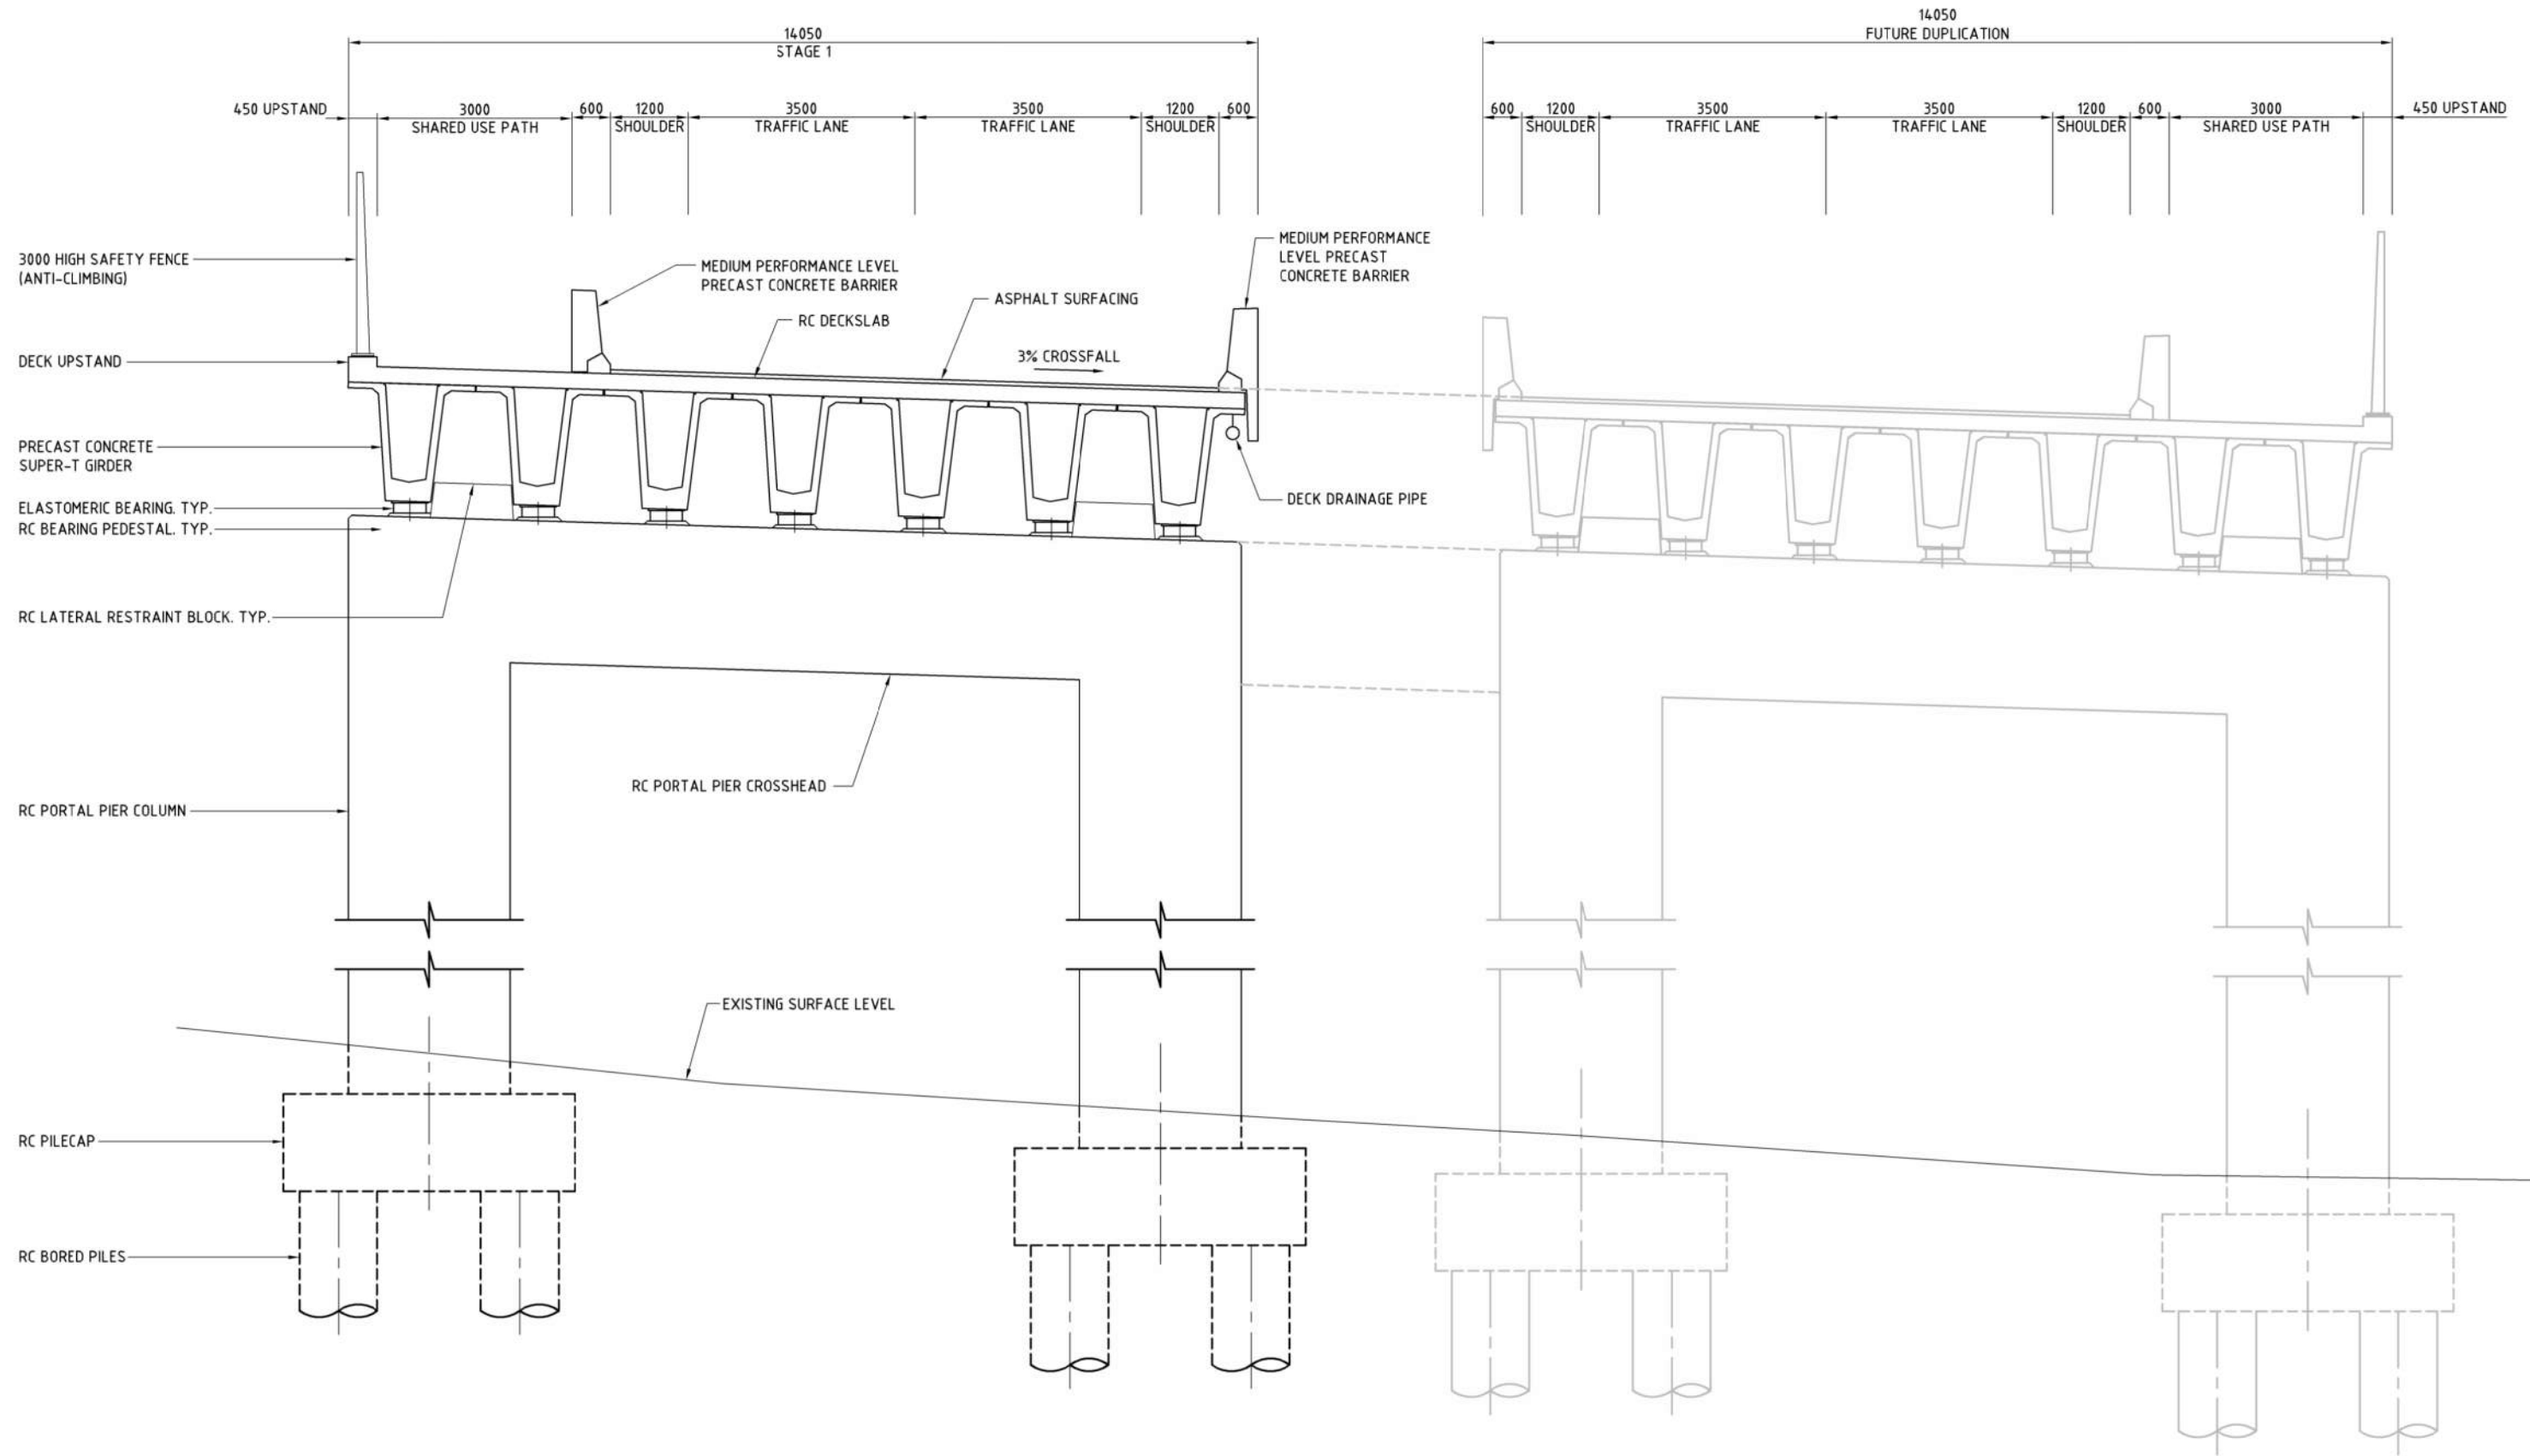 14050
STAGE 1
14050
FUTURE DUPLICATION
450 UPSTAND
3000
SHARED USE PATH
600
1200
SHOULDER
3500
TRAFFIC LANE
3500
TRAFFIC LANE
1200
SHOULDER
600
600
1200
SHOULDER
3500
TRAFFIC LANE
3500
TRAFFIC LANE
1200
SHOULDER
600
3000
SHARED USE PATH
450 UPSTAND
3000 HIGH SAFETY FENCE
(ANTI-CLIMBING)
MEDIUM PERFORMANCE LEVEL
PRECAST CONCRETE BARRIER
ASPHALT SURFACING
RC DECKSLAB
MEDIUM PERFORMANCE
LEVEL PRECAST
CONCRETE BARRIER
DECK UPSTAND
3% CROSSFALL
PRECAST CONCRETE
SUPER-T GIRDER
ELASTOMERIC BEARING. TYP.
RC BEARING PEDESTAL. TYP.
DECK DRAINAGE PIPE
RC LATERAL RESTRAINT BLOCK. TYP.
RC PORTAL PIER CROSSHEAD
RC PORTAL PIER COLUMN
EXISTING SURFACE LEVEL
RC PILECAP
RC BORED PILES